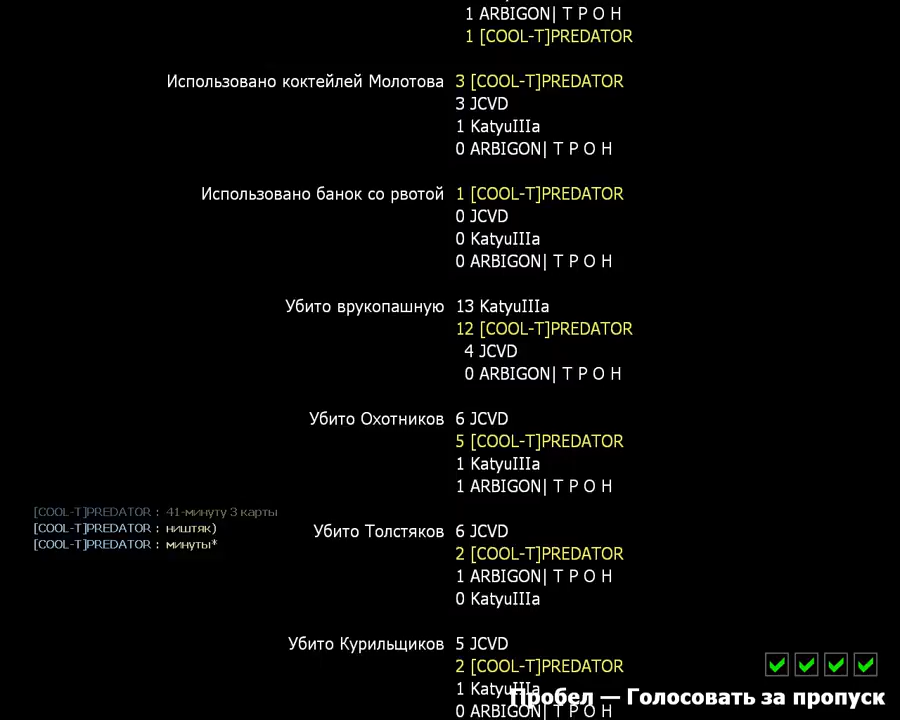 1 ARBIGON| T P O H
1 [COOL-T]PREDATOR
Использовано коктейлей Молотова 3 [COOL-T]PREDATOR
3 JCVD
1 KatyuIIIa
0 ARBIGON| T P O H
Использовано банок со рвотой 1 [COOL-T]PREDATOR
0 JCVD
0 KatyuIIIa
0 ARBIGON| T P O H
Убито врукопашную 13 KatyuIIIa
12 [COOL-T]PREDATOR
4 JCVD
0 ARBIGON| T P O H
Убито Охотников 6 JCVD
5 [COOL-T]PREDATOR
1 KatyuIIIa
1 ARBIGON| T P O H
[COOL-T]PREDATOR : 41-минуту 3 карты
[COOL-T]PREDATOR : ништяк)
[COOL-T]PREDATOR : минуты*
Убито Толстяков 6 JCVD
2 [COOL-T]PREDATOR
1 ARBIGON| T P O H
0 KatyuIIIa
Убито Курильщиков 5 JCVD
2 [COOL-T]PREDATOR
1 KatyuIIIa
0 ARBIGON| T P O H
Пробел — Голосовать за пропуск